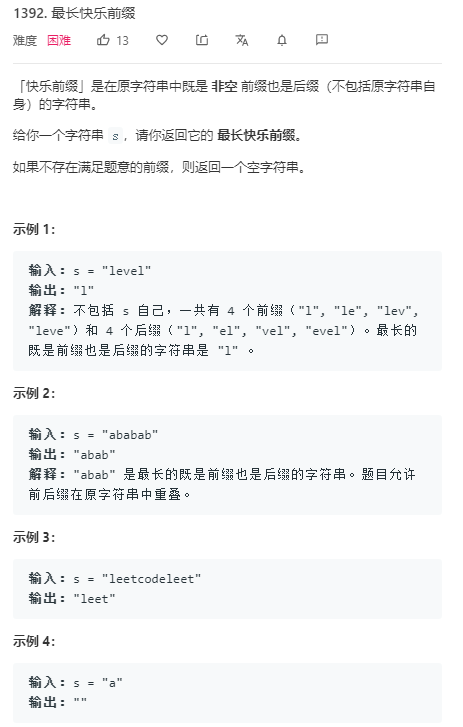 1392. 最长快乐前缀
难度 困难 13
「快乐前缀」是在原字符串中既是 非空 前缀也是后缀（不包括原字符串自
身）的字符串。
给你一个字符串 s，请你返回它的 最长快乐前缀。
如果不存在满足题意的前缀，则返回一个空字符串。
示例 1：
输入：s = "level"
输出："l"
解释：不包括 s 自己，一共有 4 个前缀（"l", "le", "lev",
"leve"）和 4 个后缀（"l", "el", "vel", "evel"）。最长的
既是前缀也是后缀的字符串是 "l" 。
示例 2：
输入：s = "ababab"
输出："abab"
解释："abab" 是最长的既是前缀也是后缀的字符串。题目允许
前后缀在原字符串中重叠。
示例 3：
输入：s = "leetcodeleet"
输出："leet"
示例 4：
输入：s = "a"
输出：""